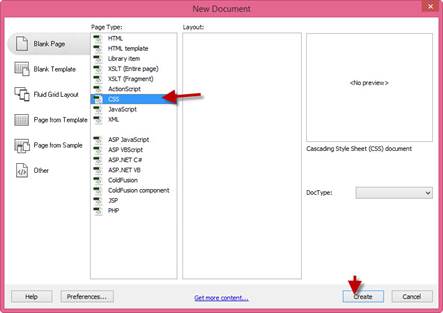 New Document
Blank Page
Blank Template
Fluid Grid Layout
Page from Template
Page from Sample
Other
Page Type:
HTML
HTML template
Library item
XSLT (Entire page)
XSLT (Fragment)
ActionScript
CSS
JavaScript
XML
ASP JavaScript
ASP VBScript
ASP.NET C#
ASP.NET VB
ColdFusion
ColdFusion component
JSP
PHP
Layout:
<No preview>
Cascading Style Sheet (CSS) document
DocType:
Help
Preferences...
Get more content...
Create
Cancel